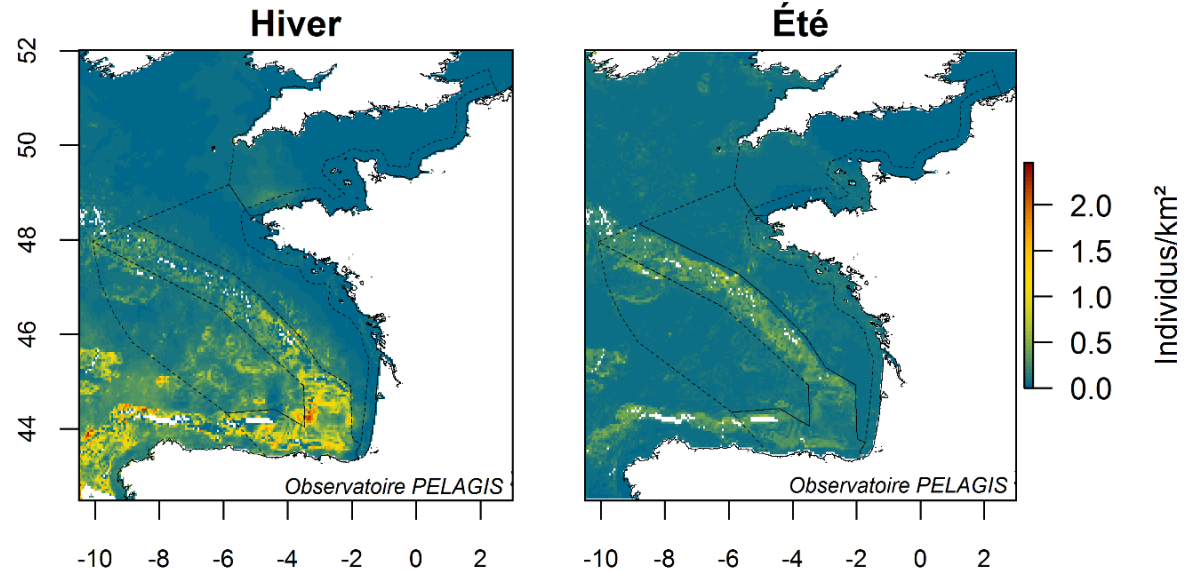 Hiver
Été
52
50
48
46
44
2.0
1.5
1.0
0.5
0.0
Individus/km²
Observatoire PELAGIS
Observatoire PELAGIS
-10 -8 -6 -4 -2 0 2
-10 -8 -6 -4 -2 0 2